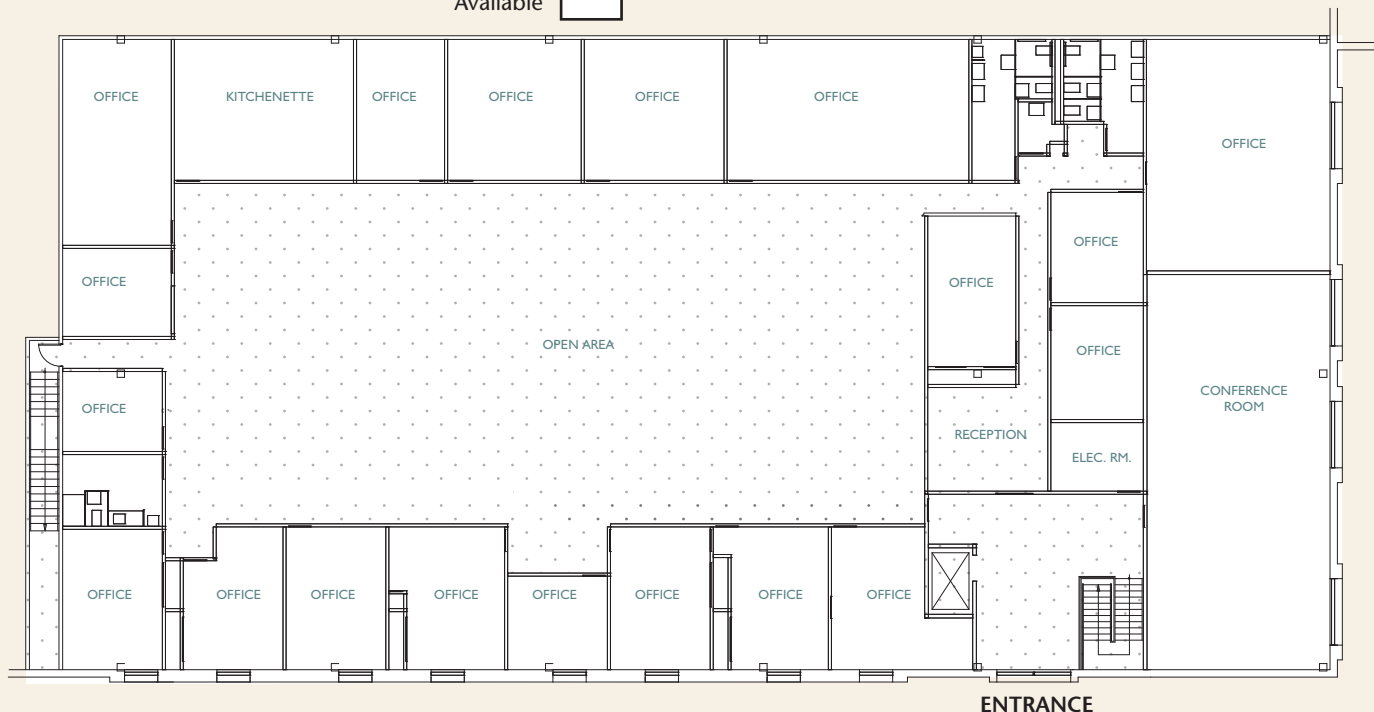 Available
OFFICE
KITCHENETTE
OFFICE
OFFICE
OFFICE
OFFICE
OFFICE
OFFICE
OFFICE
OFFICE
OPEN AREA
OFFICE
CONFERENCE
ROOM
OFFICE
RECEPTION
ELEC. RM.
OFFICE
OFFICE
OFFICE
OFFICE
OFFICE
OFFICE
OFFICE
OFFICE
ENTRANCE